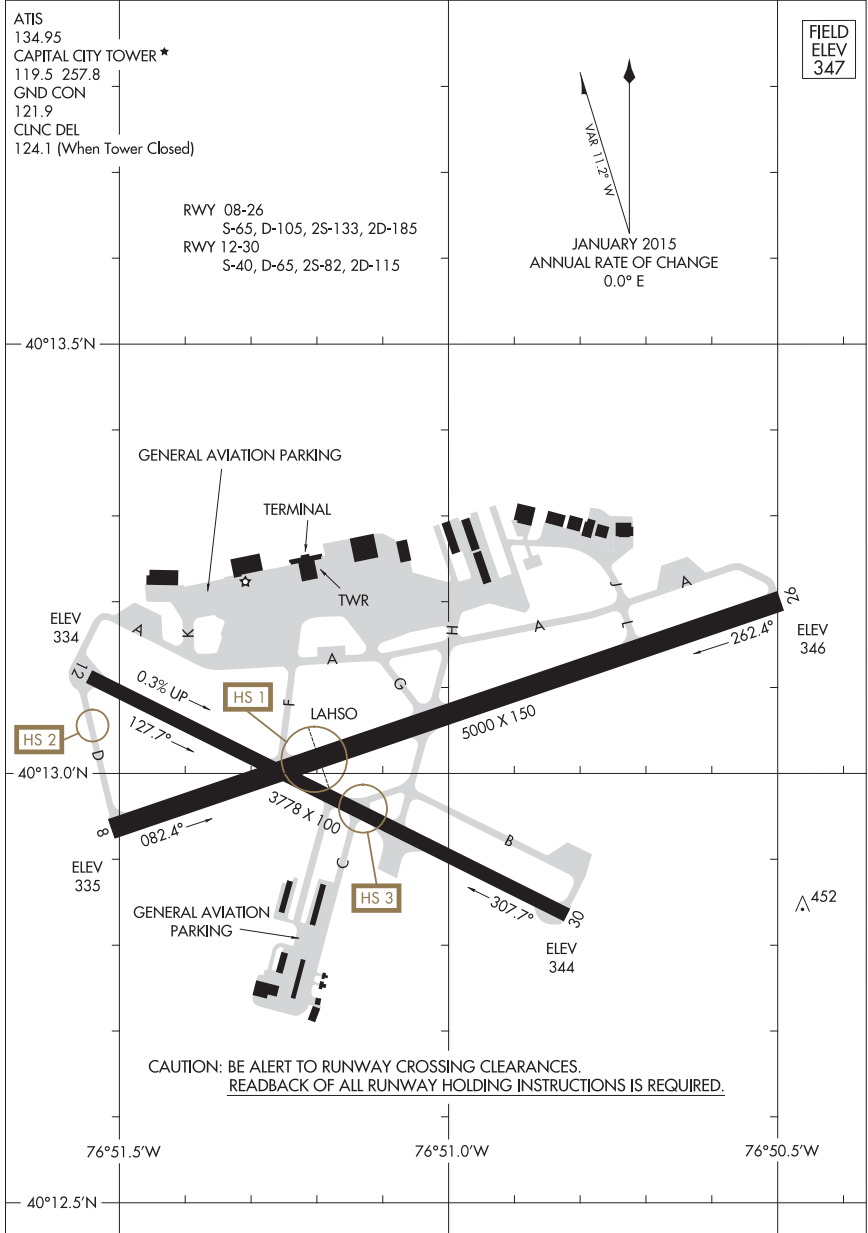 ATIS
134.95
CAPITAL CITY TOWER ★
119.5 257.8
GND CON
121.9
CLNC DEL
124.1 (When Tower Closed)
FIELD
ELEV
347
VAR 11.2° W
JANUARY 2015
ANNUAL RATE OF CHANGE
0.0° E
RWY 08-26
S-65, D-105, 2S-133, 2D-185
RWY 12-30
S-40, D-65, 2S-82, 2D-115
40°13.5'N
GENERAL AVIATION PARKING
TERMINAL
TWR
J
A
26
L
ELEV
334
A
K
H
A
ELEV
346
262.4°
A
12
0.3% UP
G
HS 1
F
LAHSO
5000 X 150
127.7°
HS 2
D
40°13.0'N
3778 X 100
8
082.4°
B
C
ELEV
335
HS 3
307.7°
30
452
GENERAL AVIATION
PARKING
ELEV
344
CAUTION: BE ALERT TO RUNWAY CROSSING CLEARANCES.
READBACK OF ALL RUNWAY HOLDING INSTRUCTIONS IS REQUIRED.
76°51.5'W
76°51.0'W
76°50.5'W
40°12.5'N